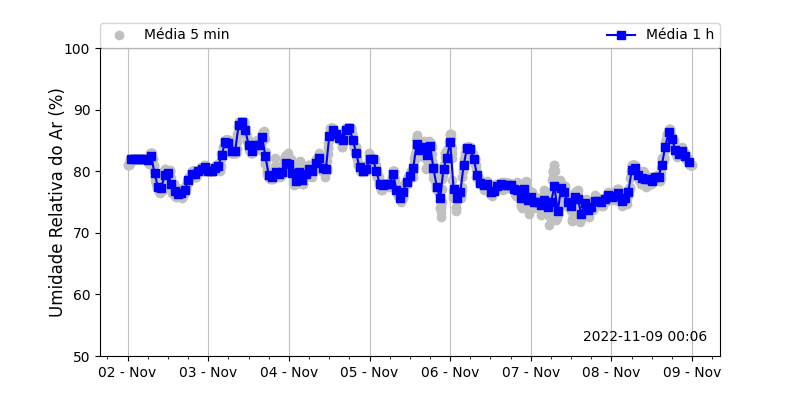 Média 5 min
Média 1 h
Umidade Relativa do Ar (%)
100
90
80
70
60
50
2022-11-09 00:06
02 - Nov
03 - Nov
04 - Nov
05 - Nov
06 - Nov
07 - Nov
08 - Nov
09 - Nov